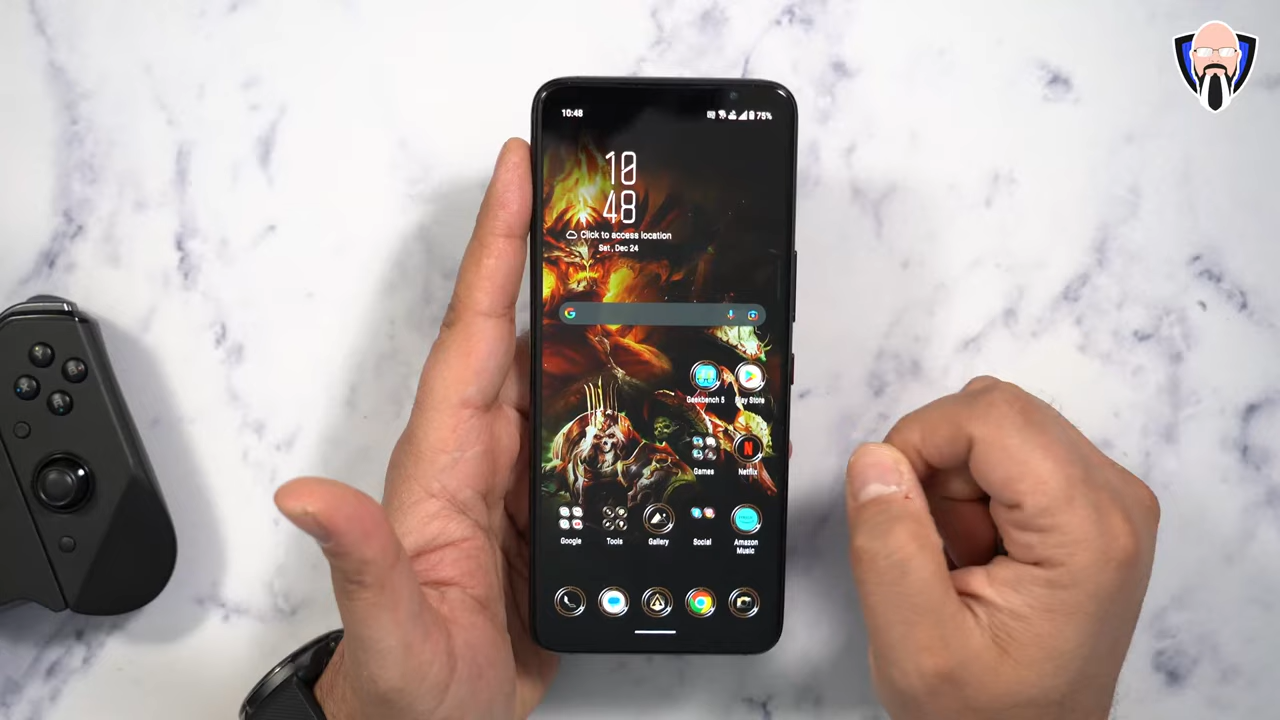 10:48
75%
10
48
Click to access location
Sat, Dec 24
Geekbench 5
Play Store
Games
Netflix
Google
Tools
Gallery
Social
Amazon
Music